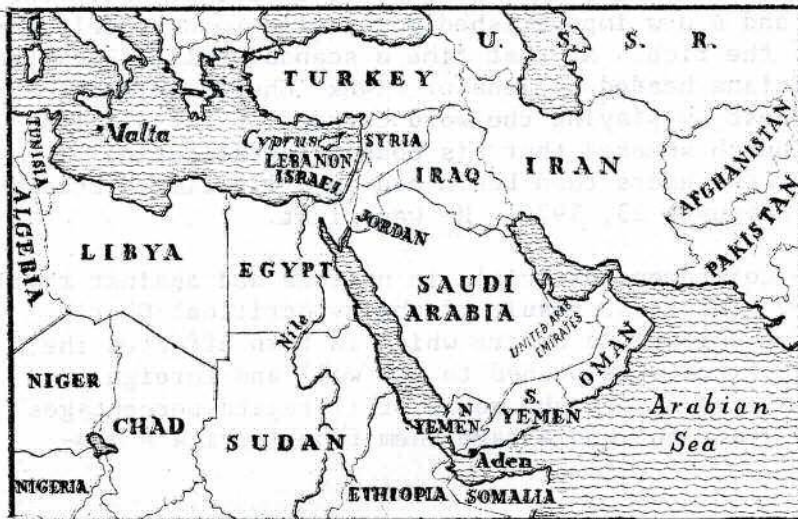 U. S. S. R.
TURKEY
Malta
Cyprus
SYRIA
LEBANON
ISRAEL
IRAQ
IRAN
AFGHANISTAN
PAKISTAN
TUNISIA
ALGERIA
LIBYA
EGYPT
JORDAN
SAUDI
ARABIA
UNITED ARAB
EMIRATES
OMAN
Nile
NIGER
CHAD
SUDAN
N.
YEMEN
S.
YEMEN
Arabian
Sea
Aden
NIGERIA
ETHIOPIA
SOMALIA